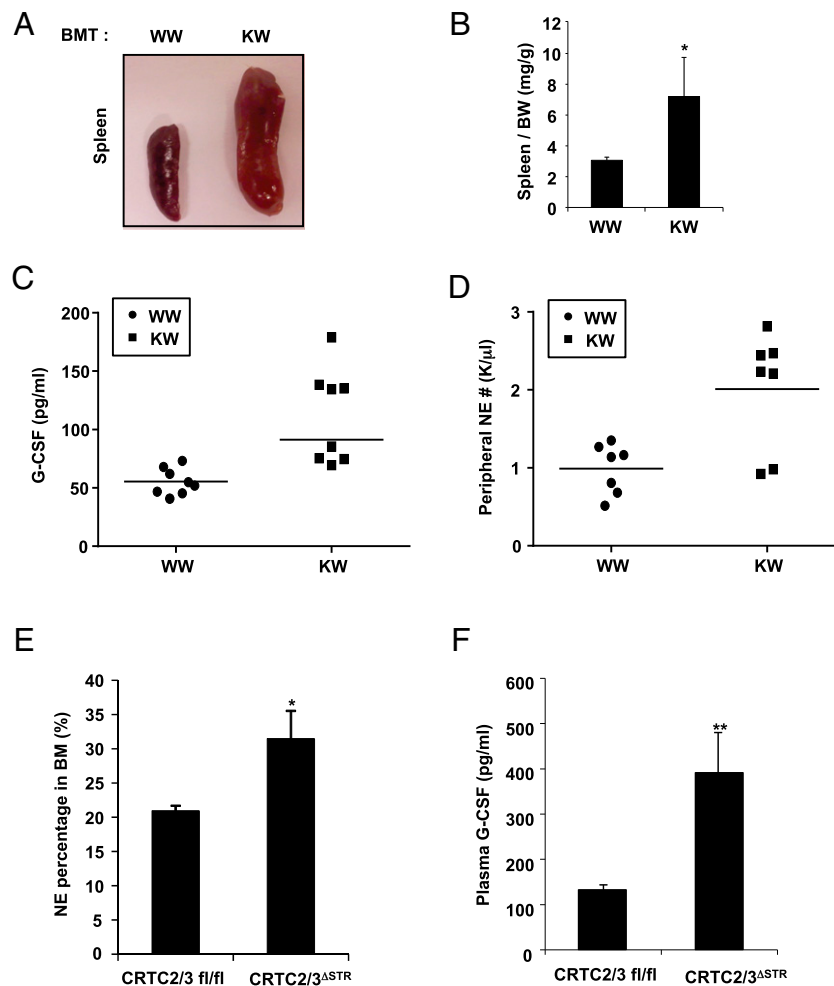 A
BMT : WW KW
Spleen
B
Spleen / BW (mg/g)
12
10
8
6
4
2
0
*
WW KW
C
G-CSF (pg/ml)
200
150
100
50
0
WW
KW
WW KW
D
Peripheral NE # (K/µl)
3
2
1
0
WW
KW
WW KW
E
NE percentage in BM (%)
40
35
30
25
20
15
10
5
0
*
CRTC2/3 fl/fl CRTC2/3ΔSTR
F
Plasma G-CSF (pg/ml)
600
500
400
300
200
100
0
**
CRTC2/3 fl/fl CRTC2/3ΔSTR